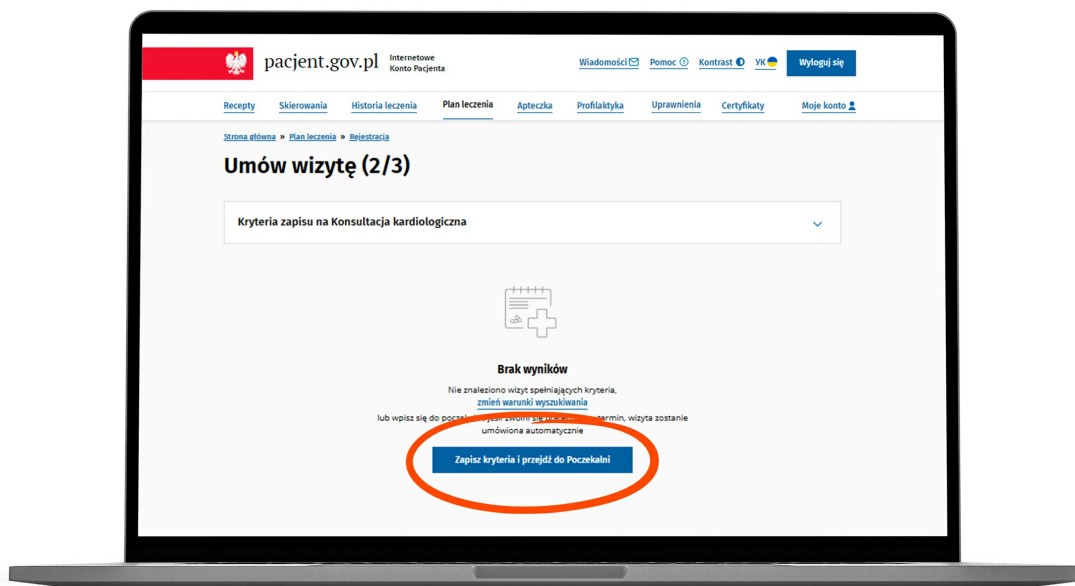 pacjent.gov.pl
Internetowe
Konto Pacjenta
Wiadomości
Pomoc
Kontrast
УК
Wyloguj się
Recepty
Skierowania
Historia leczenia
Plan leczenia
Apteczka
Profilaktyka
Uprawnienia
Certyfikaty
Moje konto
Strona główna » Plan leczenia » Rejestracja
Umów wizytę (2/3)
Kryteria zapisu na Konsultacja kardiologiczna
Brak wyników
Nie znaleziono wizyt spełniających kryteria,
zmień warunki wyszukiwania
lub wpisz się do termin, wizyta zostanie
umówiona automatycznie
Zapisz kryteria i przejdź do Poczekalni